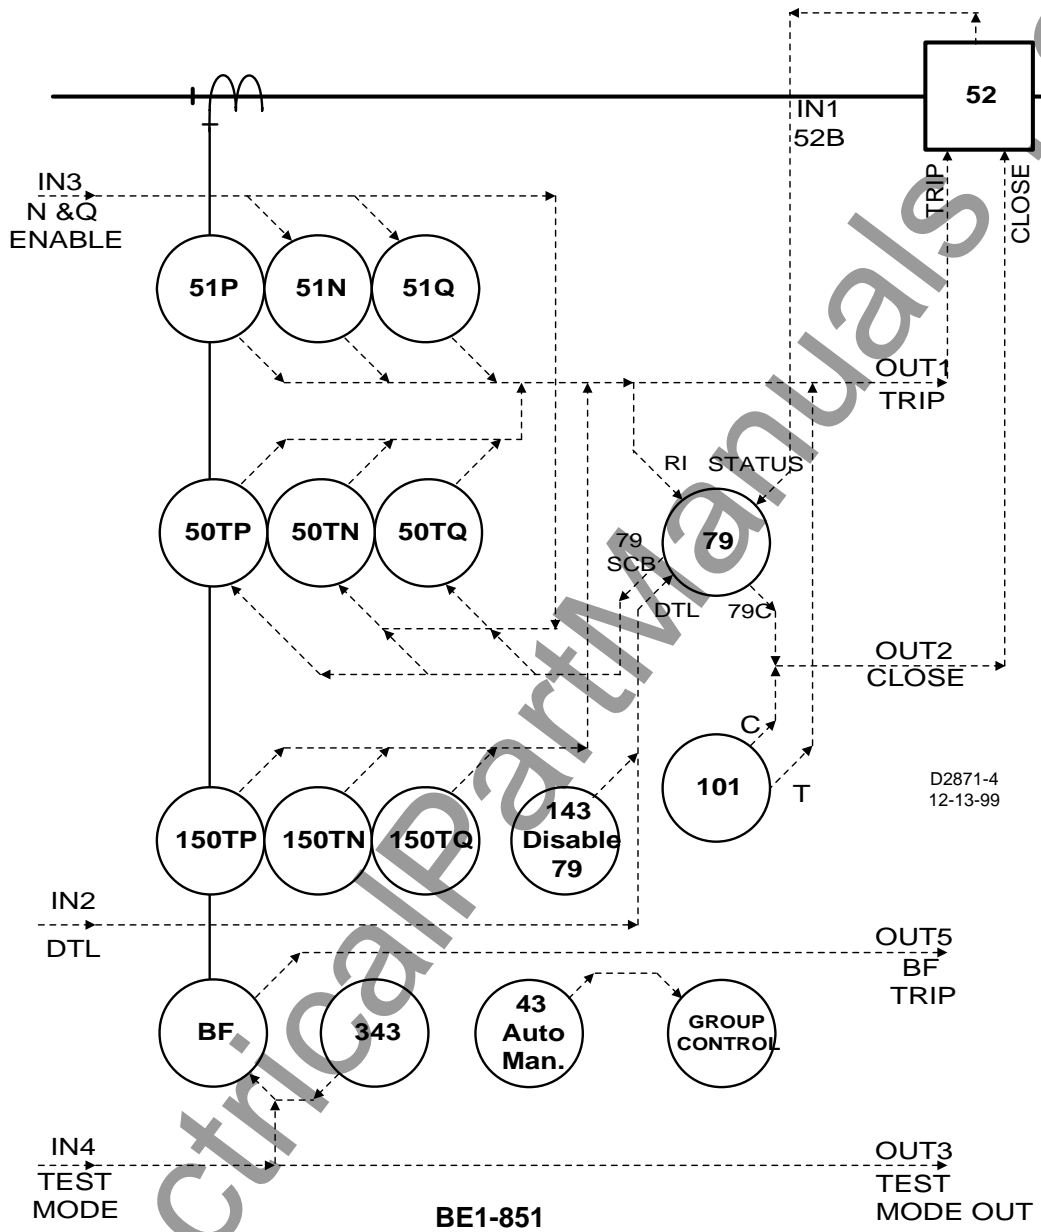 52
IN1
52B
TRIP
CLOSE
IN3
N &Q
ENABLE
51P
51N
51Q
OUT1
TRIP
RI
STATUS
50TP
50TN
50TQ
79
79
SCB
DTL
79C
OUT2
CLOSE
C
101
T
D2871-4
12-13-99
150TP
150TN
150TQ
143
Disable
79
IN2
DTL
OUT5
BF
TRIP
BF
343
43
Auto
Man.
GROUP
CONTROL
IN4
TEST
MODE
OUT3
TEST
MODE OUT
BE1-851
ctricalPartManuals